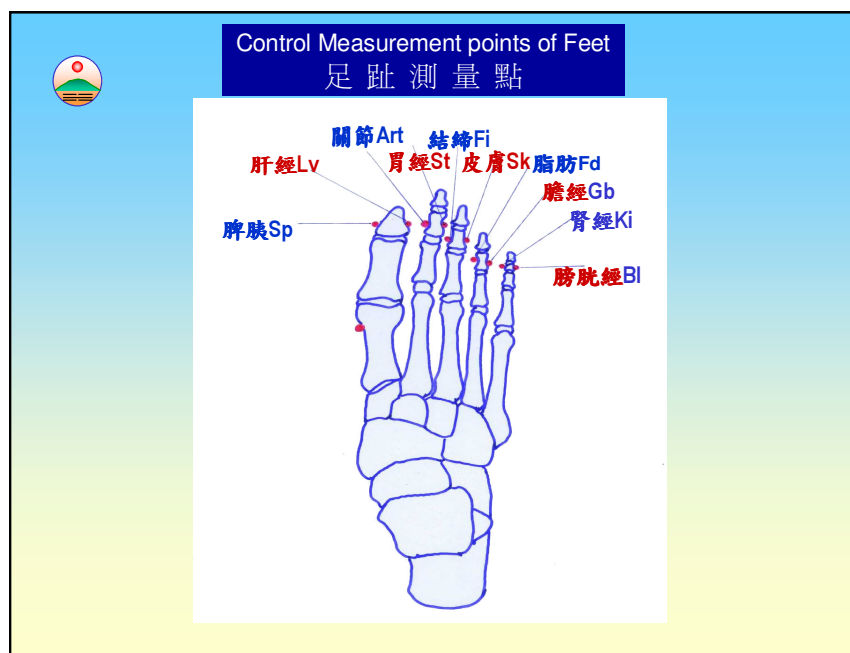 Control Measurement points of Feet
足趾測量點
關節Art
結締Fi
肝經Lv
胃經St
皮膚Sk
脂肪Fd
膽經Gb
脾胰Sp
腎經Ki
膀胱經Bl